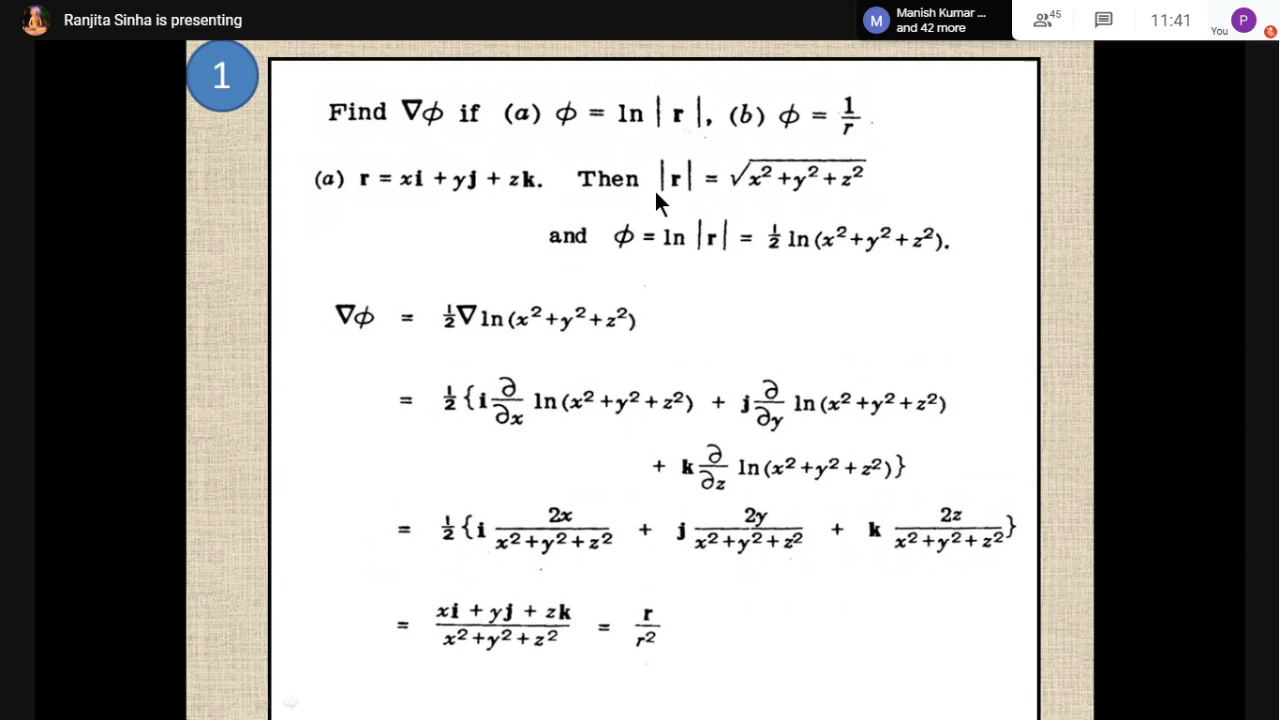 Ranjita Sinha is presenting
M
Manish Kumar ...
and 42 more
45
11:41
You
P
1
Find ∇ϕ if (a) ϕ = ln |r|, (b) ϕ = 1/r.
(a) r = xi + yj + zk. Then |r| = √(x²+y²+z²)
and ϕ = ln |r| = ½ ln(x²+y²+z²).
∇ϕ = ½∇ ln(x²+y²+z²)
= ½{i ∂/∂x ln(x²+y²+z²) + j ∂/∂y ln(x²+y²+z²)
+ k ∂/∂z ln(x²+y²+z²)}
= ½{i 2x/(x²+y²+z²) + j 2y/(x²+y²+z²) + k 2z/(x²+y²+z²)}
= (xi + yj + zk)/(x²+y²+z²) = r/r²